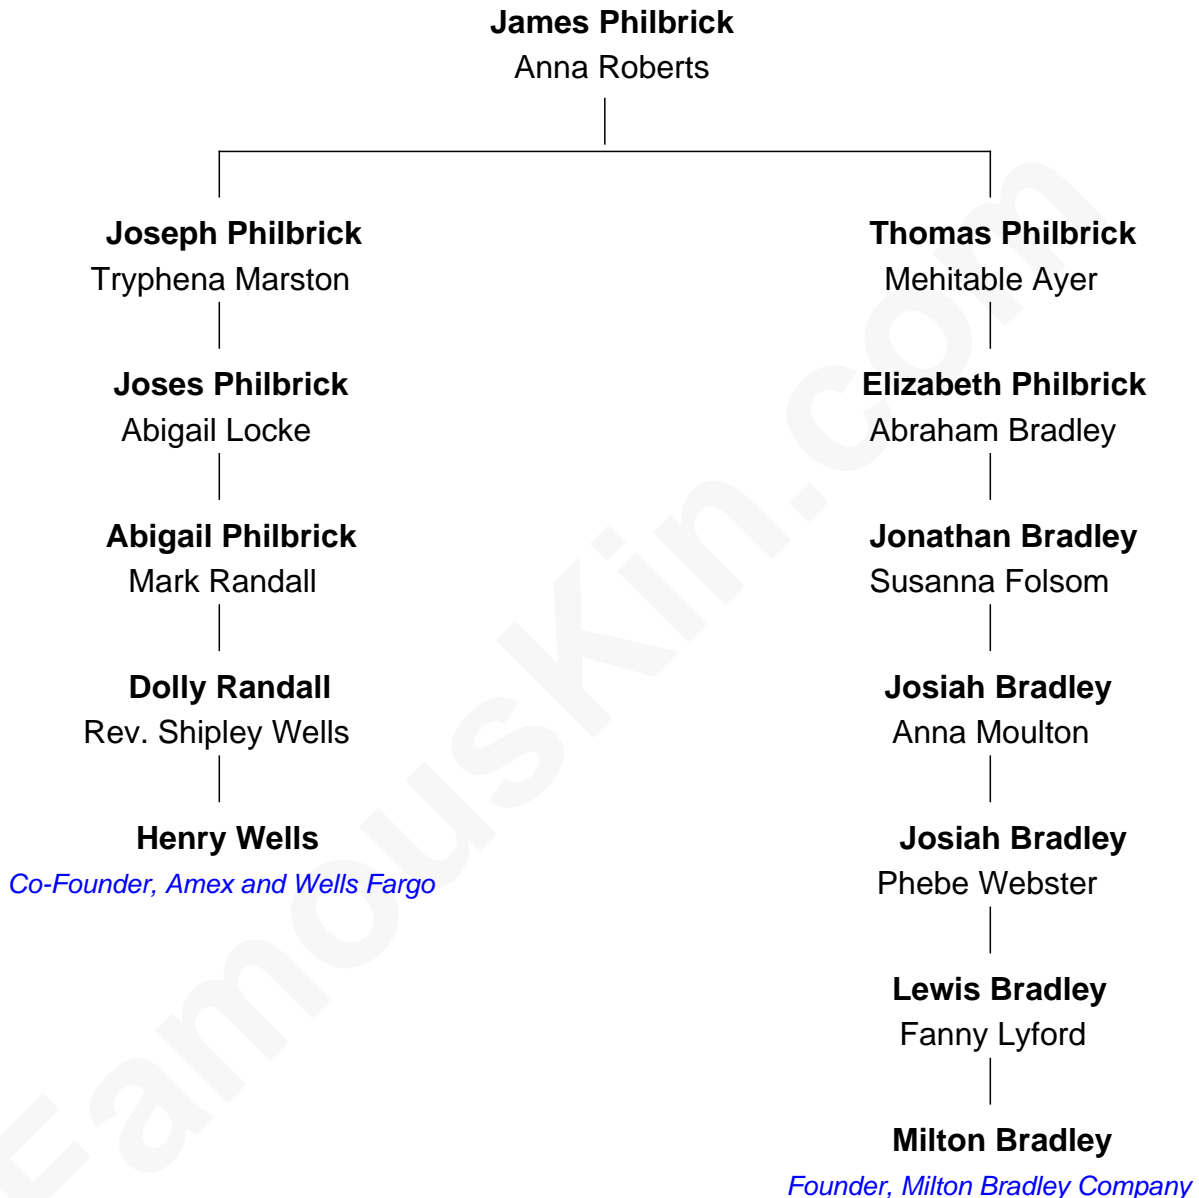 James Philbrick
Anna Roberts
Joseph Philbrick
Tryphena Marston
Joses Philbrick
Abigail Locke
Abigail Philbrick
Mark Randall
Dolly Randall
Rev. Shipley Wells
Henry Wells
Co-Founder, Amex and Wells Fargo
Thomas Philbrick
Mehitable Ayer
Elizabeth Philbrick
Abraham Bradley
Jonathan Bradley
Susanna Folsom
Josiah Bradley
Anna Moulton
Josiah Bradley
Phebe Webster
Lewis Bradley
Fanny Lyford
Milton Bradley
Founder, Milton Bradley Company
FamousKin.com